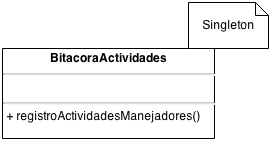 Singleton
BitacoraActividades
+ registroActividadesManejadores()